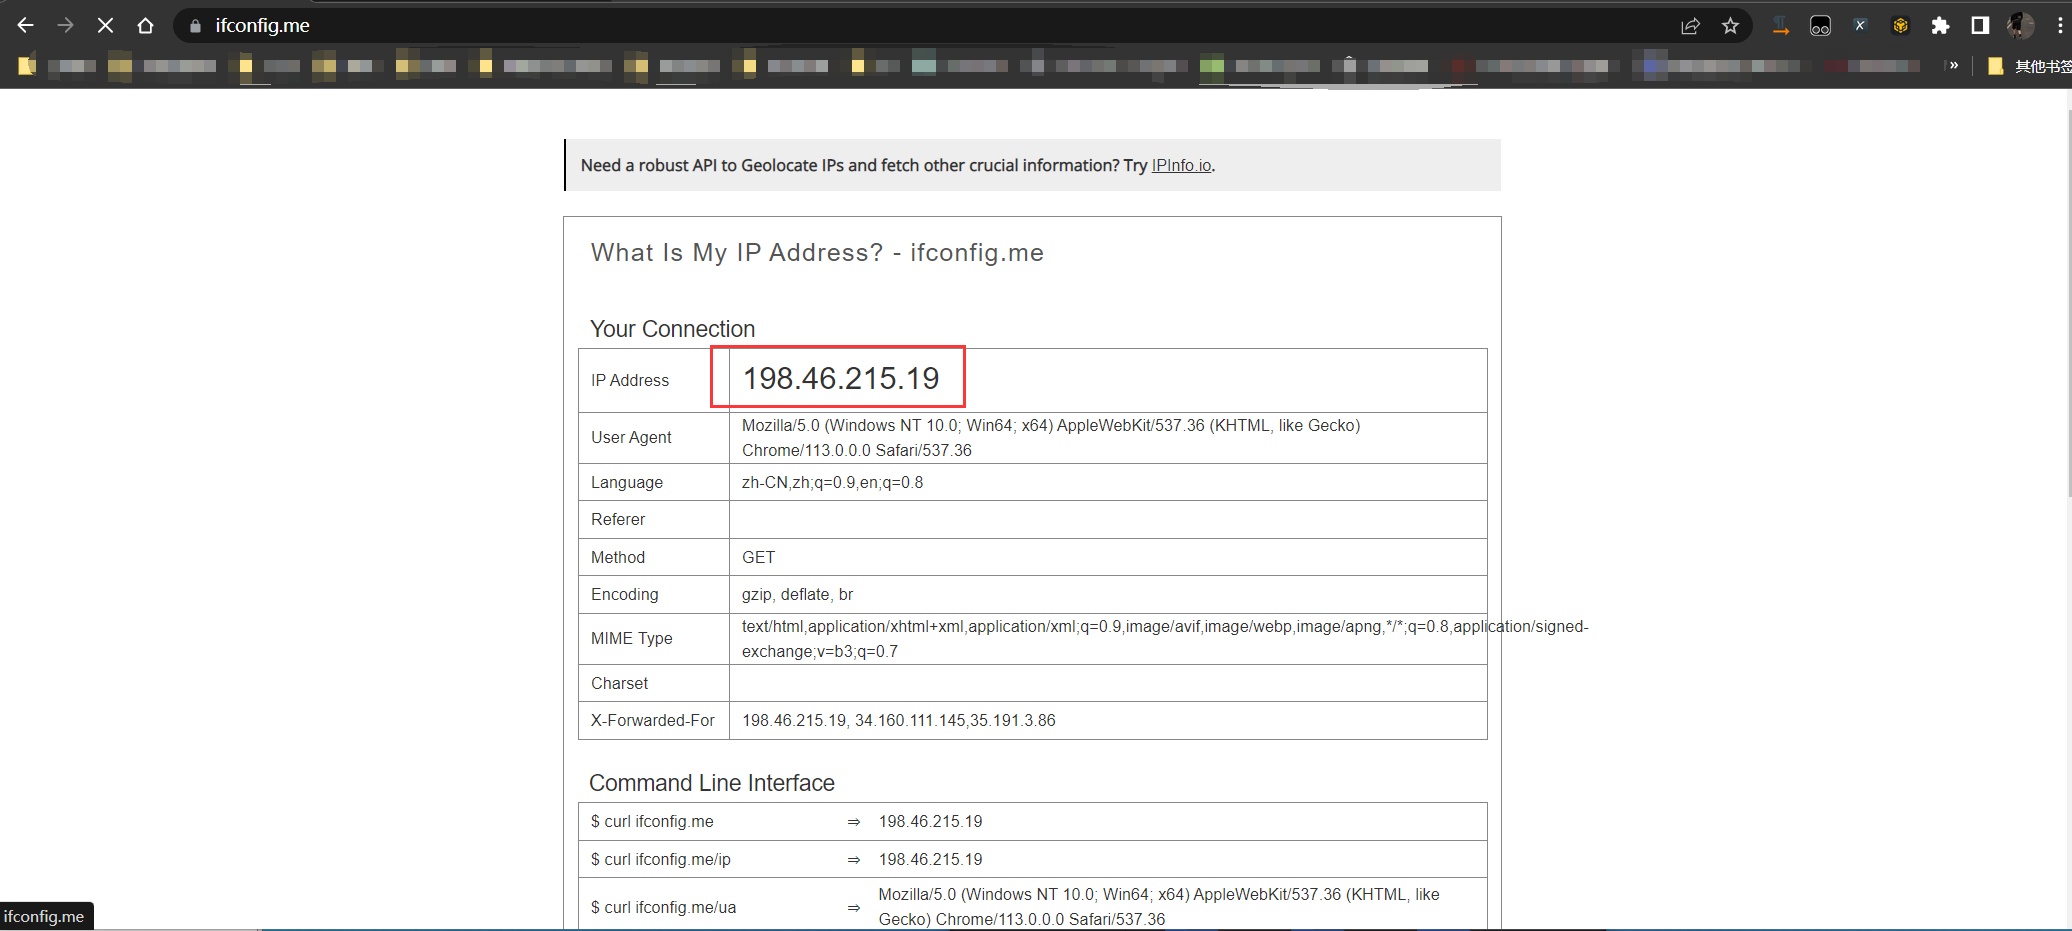 ifconfig.me
»
其他书签
Need a robust API to Geolocate IPs and fetch other crucial information? Try IPInfo.io.
What Is My IP Address? - ifconfig.me
Your Connection
IP Address 198.46.215.19
User Agent Mozilla/5.0 (Windows NT 10.0; Win64; x64) AppleWebKit/537.36 (KHTML, like Gecko)
Chrome/113.0.0.0 Safari/537.36
Language zh-CN,zh;q=0.9,en;q=0.8
Referer
Method GET
Encoding gzip, deflate, br
MIME Type text/html,application/xhtml+xml,application/xml;q=0.9,image/avif,image/webp,image/apng,*/*;q=0.8,application/signed-
exchange;v=b3;q=0.7
Charset
X-Forwarded-For 198.46.215.19, 34.160.111.145,35.191.3.86
Command Line Interface
$ curl ifconfig.me ⇒ 198.46.215.19
$ curl ifconfig.me/ip ⇒ 198.46.215.19
$ curl ifconfig.me/ua ⇒ Mozilla/5.0 (Windows NT 10.0; Win64; x64) AppleWebKit/537.36 (KHTML, like
Gecko) Chrome/113.0.0.0 Safari/537.36
ifconfig.me